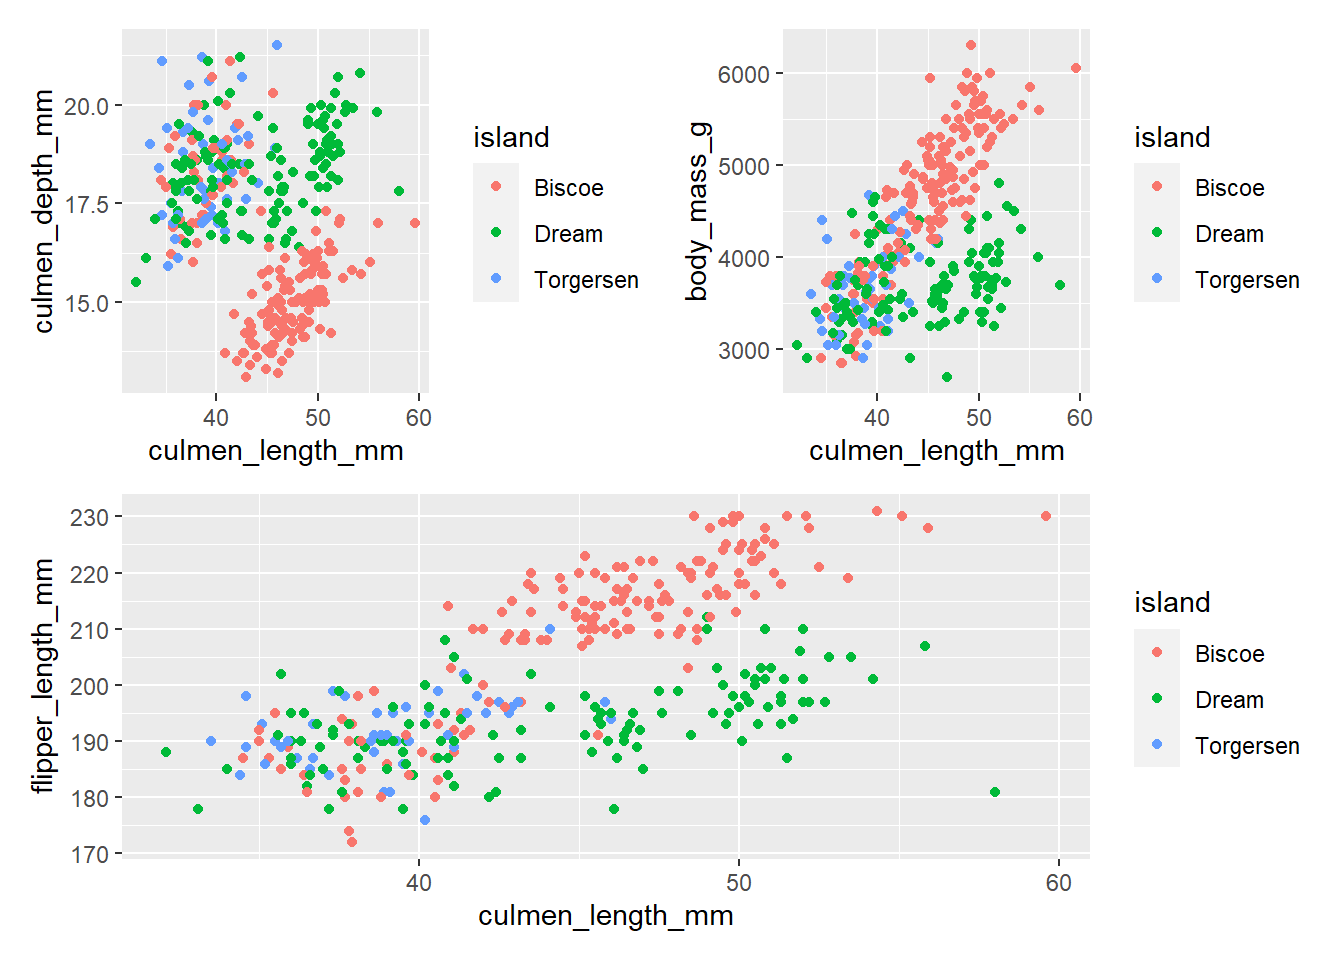 culmen_depth_mm
20.0
17.5
15.0
40 50 60
culmen_length_mm
island
Biscoe
Dream
Torgersen
body_mass_g
6000
5000
4000
3000
40 50 60
culmen_length_mm
island
Biscoe
Dream
Torgersen
flipper_length_mm
230
220
210
200
190
180
170
40 50 60
culmen_length_mm
island
Biscoe
Dream
Torgersen